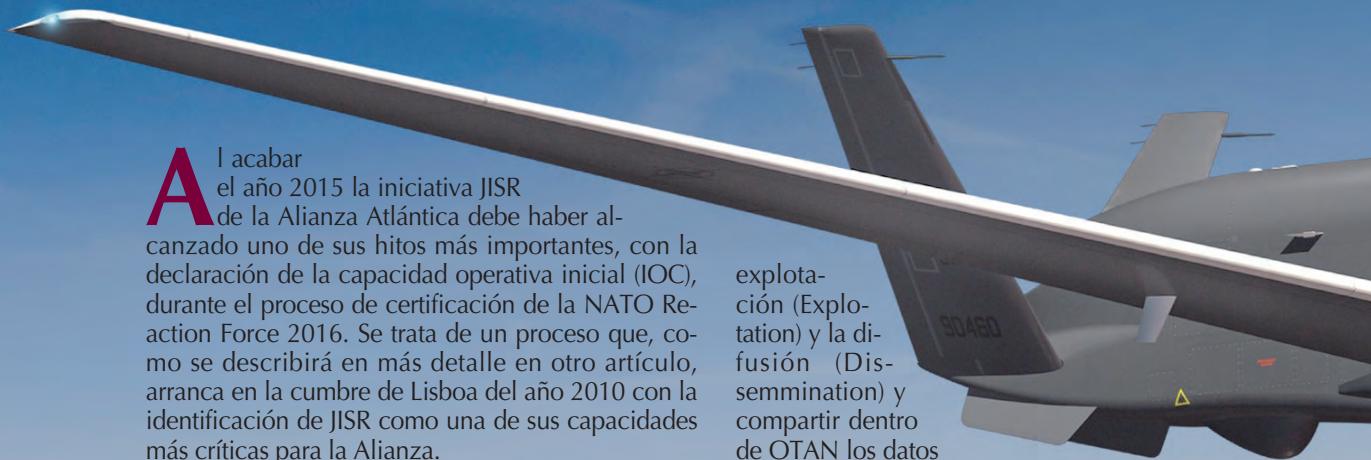 Al acabar
el año 2015 la iniciativa JISR
de la Alianza Atlántica debe haber al-
canzado uno de sus hitos más importantes, con la
declaración de la capacidad operativa inicial (IOC),
durante el proceso de certificación de la NATO Re-
action Force 2016. Se trata de un proceso que, co-
mo se describirá en más detalle en otro artículo,
arranca en la cumbre de Lisboa del año 2010 con la
identificación de JISR como una de sus capacidades
más críticas para la Alianza.
explota-
ción (Explo-
tation) y la di-
fusión (Dis-
semmination) y
compartir dentro
de OTAN los datos
90460